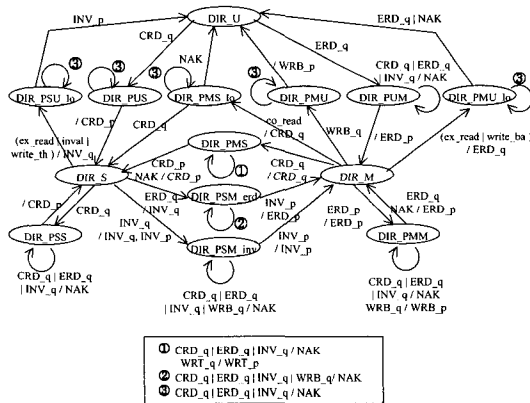 DIR_U
INV_p
CRD_q
NAK
/ WRB_p
ERD_q
ERD_q | NAK
CRD_q | ERD_q
| INV_q / NAK
③
③
③
③
③
DIR_PSU_lo
DIR_PUS
DIR_PMS_lo
DIR_PMU
DIR_PUM
DIR_PMU_lo
(ex_read | inval |
write_th ) / INV_q
/ CRD_p
CRD_q
co_read
/ CRD_q
WRB_q
/ ERD_p
(ex_read | write_ba )
/ ERD_q
DIR_PMS
DIR_S
CRD_p
NAK / CRD_p
①
CRD_q
/ CRD_q
DIR_M
ERD_q
/ INV_q
DIR_PSM_erd
②
INV_p
/ ERD_p
/ CRD_p
CRD_q
INV_q
/ INV_q, INV_p
DIR_PSM_inv
INV_p
/ INV_p
ERD_p
/ ERD_p
ERD_q
NAK / ERD_p
DIR_PSS
DIR_PMM
CRD_q | ERD_q
| INV_q / NAK
CRD_q | ERD_q
| INV_q | WRB_q / NAK
CRD_q | ERD_q
| INV_q / NAK
WRB_q / WRB_p
① CRD_q | ERD_q | INV_q / NAK
WRT_q / WRT_p
② CRD_q | ERD_q | INV_q | WRB_q / NAK
③ CRD_q | ERD_q | INV_q / NAK